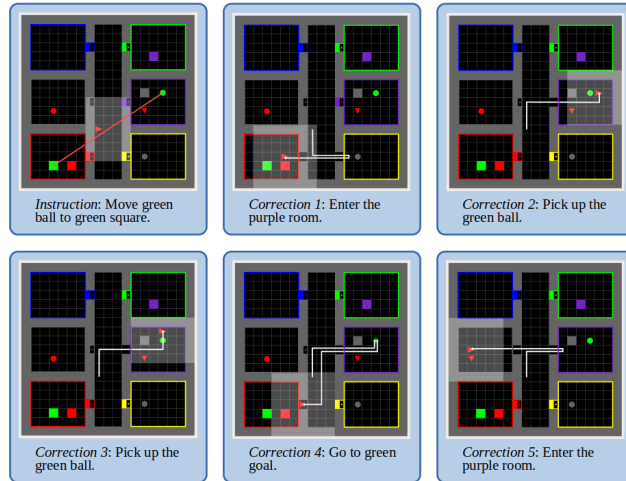 Instruction: Move green
ball to green square.
Correction 1: Enter the
purple room.
Correction 2: Pick up the
green ball.
Correction 3: Pick up the
green ball.
Correction 4: Go to green
goal.
Correction 5: Enter the
purple room.